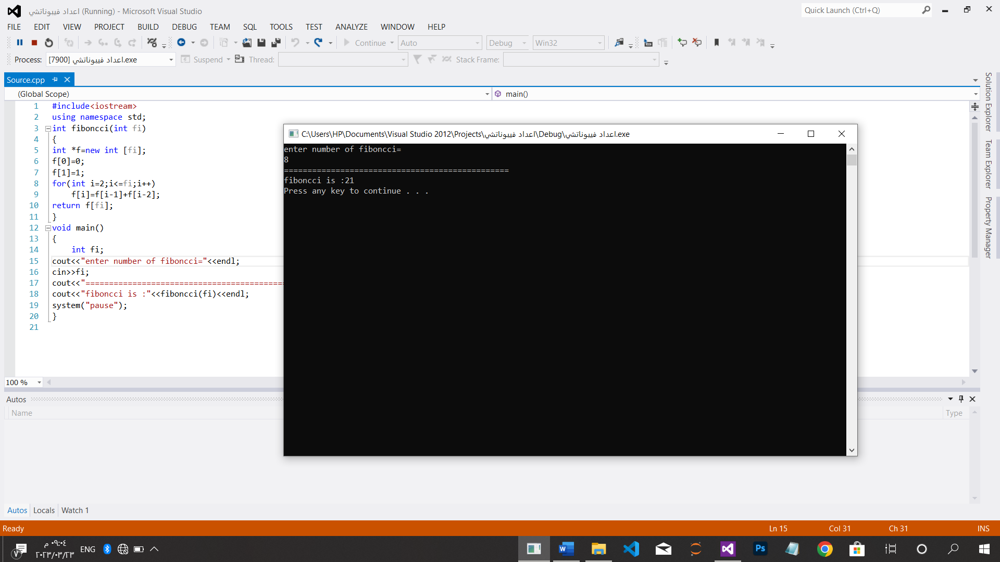 اعداد فيبوناتشي (Running) - Microsoft Visual Studio
Quick Launch (Ctrl+Q)
FILE EDIT VIEW PROJECT BUILD DEBUG TEAM SQL TOOLS TEST ANALYZE WINDOW HELP
Continue Auto Debug Win32
Process: [7900] اعداد فيبوناتشي.exe Suspend Thread: Stack Frame:
Source.cpp
(Global Scope) main()
1 #include<iostream>
2 using namespace std;
3 int fiboncci(int fi)
4 {
5 int *f=new int [fi];
6 f[0]=0;
7 f[1]=1;
8 for(int i=2;i<=fi;i++)
9 f[i]=f[i-1]+f[i-2];
10 return f[fi];
11 }
12 void main()
13 {
14 int fi;
15 cout<<"enter number of fiboncci="<<endl;
16 cin>>fi;
17 cout<<"==========================================
18 cout<<"fiboncci is :"<<fiboncci(fi)<<endl;
19 system("pause");
20 }
21
C:\Users\HP\Documents\Visual Studio 2012\Projects\اعداد فيبوناتشي\Debug\اعداد فيبوناتشي.exe
enter number of fiboncci=
8
================================================
fiboncci is :21
Press any key to continue . . .
Solution Explorer
Team Explorer
Property Manager
100 %
Autos
Name Type
Autos Locals Watch 1
Ready Ln 15 Col 31 Ch 31 INS
٠٩:٠٤ م
٢٠٢٣/٠٣/٢٣
ENG
٧
W
Ps